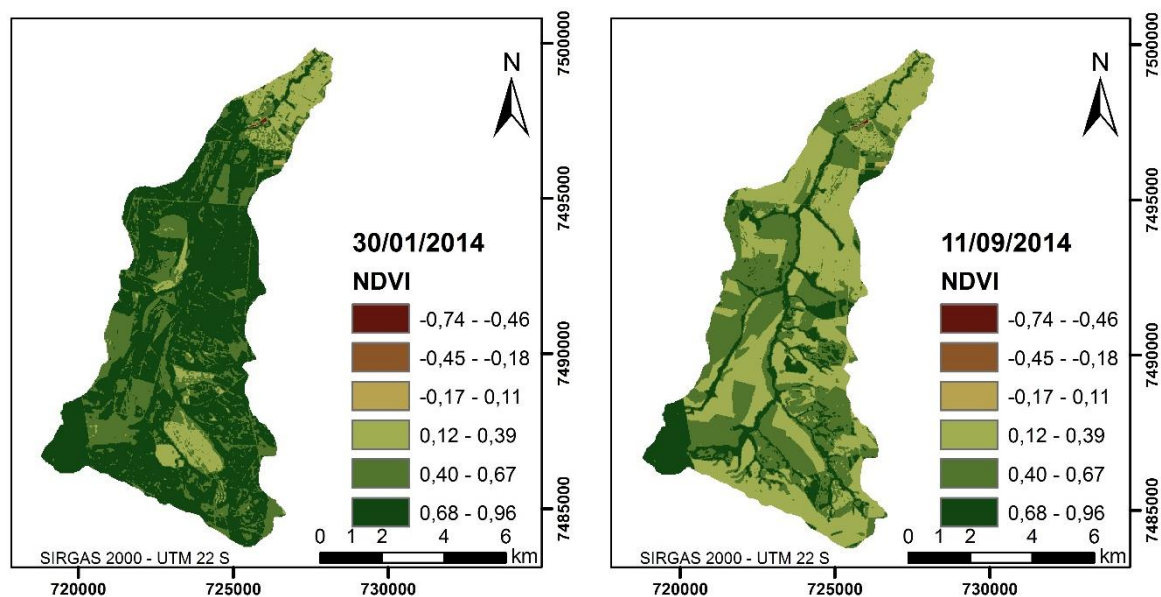 N
30/01/2014
NDVI
-0,74 - -0,46
-0,45 - -0,18
-0,17 - 0,11
0,12 - 0,39
0,40 - 0,67
0,68 - 0,96
0 1 2 4 6
km
SIRGAS 2000 - UTM 22 S
720000 725000 730000
7500000
7495000
7490000
7485000
N
11/09/2014
NDVI
-0,74 - -0,46
-0,45 - -0,18
-0,17 - 0,11
0,12 - 0,39
0,40 - 0,67
0,68 - 0,96
0 1 2 4 6
km
SIRGAS 2000 - UTM 22 S
720000 725000 730000
7500000
7495000
7490000
7485000